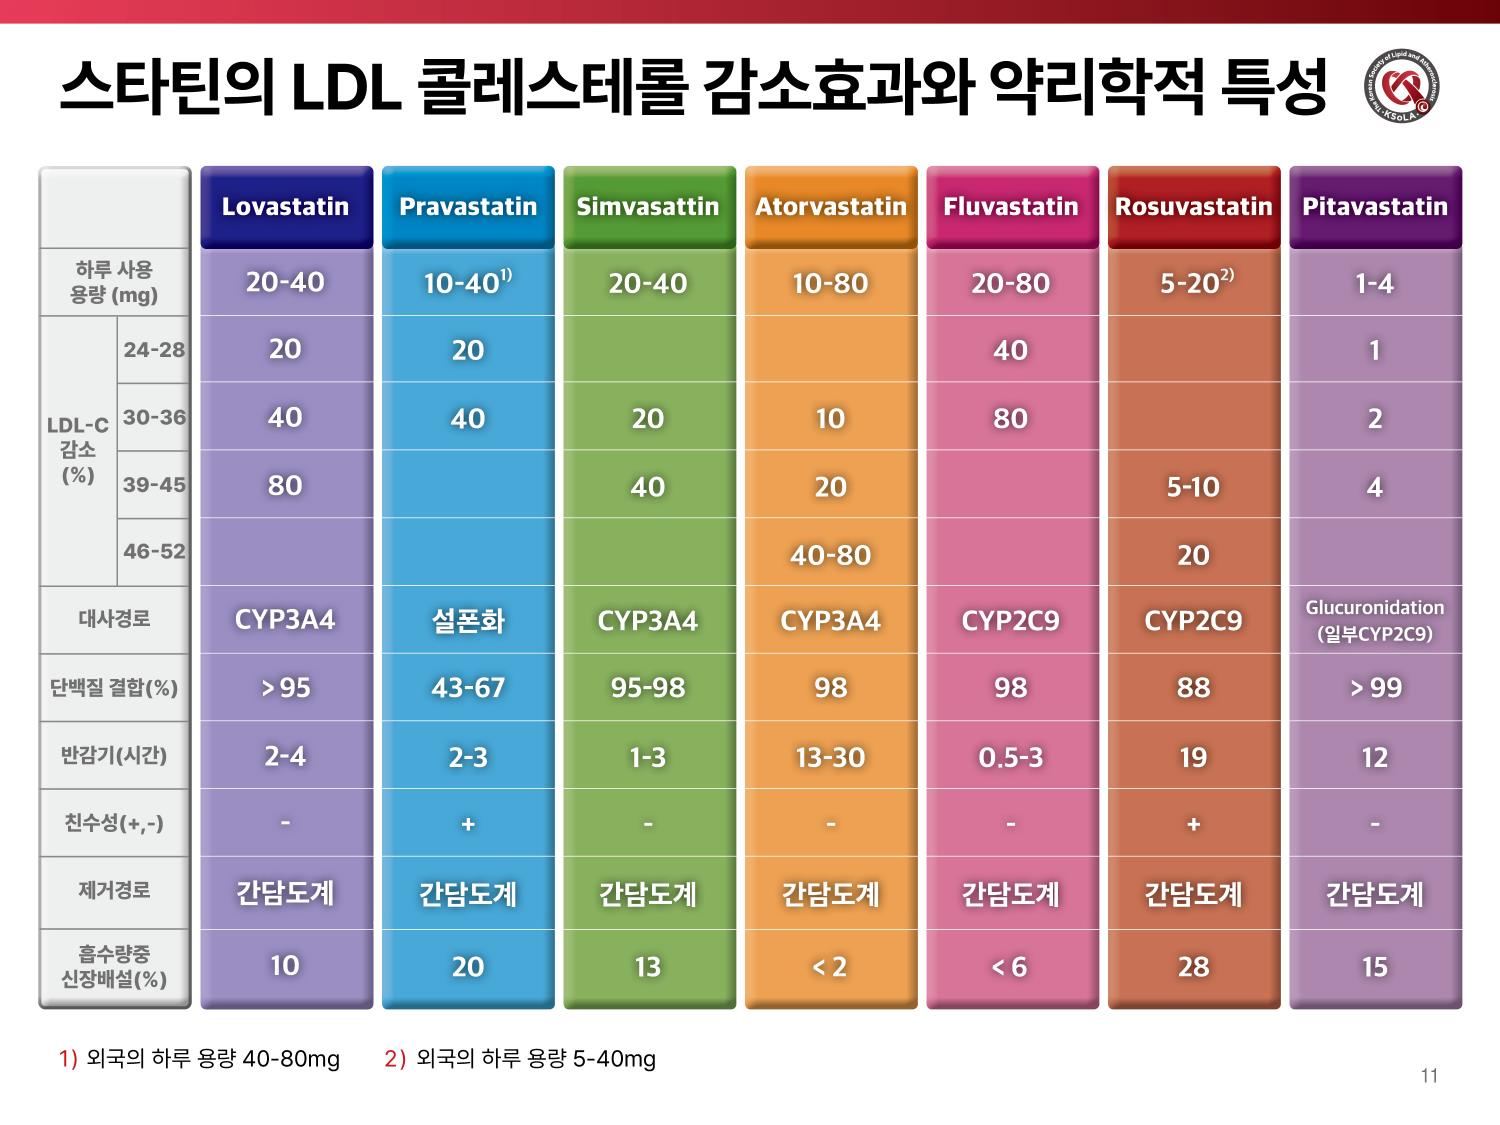 스타틴의 LDL 콜레스테롤 감소효과와 약리학적 특성
The Korean Society of Lipid and Atherosclerosis
KSoLA
Lovastatin Pravastatin Simvasattin Atorvastatin Fluvastatin Rosuvastatin Pitavastatin
하루 사용
용량 (mg)
20-40 10-40¹⁾ 20-40 10-80 20-80 5-20²⁾ 1-4
LDL-C
감소
(%)
24-28 20 20 40 1
30-36 40 40 20 10 80 2
39-45 80 40 20 5-10 4
46-52 40-80 20
대사경로 CYP3A4 설폰화 CYP3A4 CYP3A4 CYP2C9 CYP2C9 Glucuronidation
(일부CYP2C9)
단백질 결합(%) > 95 43-67 95-98 98 98 88 > 99
반감기(시간) 2-4 2-3 1-3 13-30 0.5-3 19 12
친수성(+,-) - + - - - + -
제거경로 간담도계 간담도계 간담도계 간담도계 간담도계 간담도계 간담도계
흡수량중
신장배설(%)
10 20 13 < 2 < 6 28 15
1) 외국의 하루 용량 40-80mg 2) 외국의 하루 용량 5-40mg
11